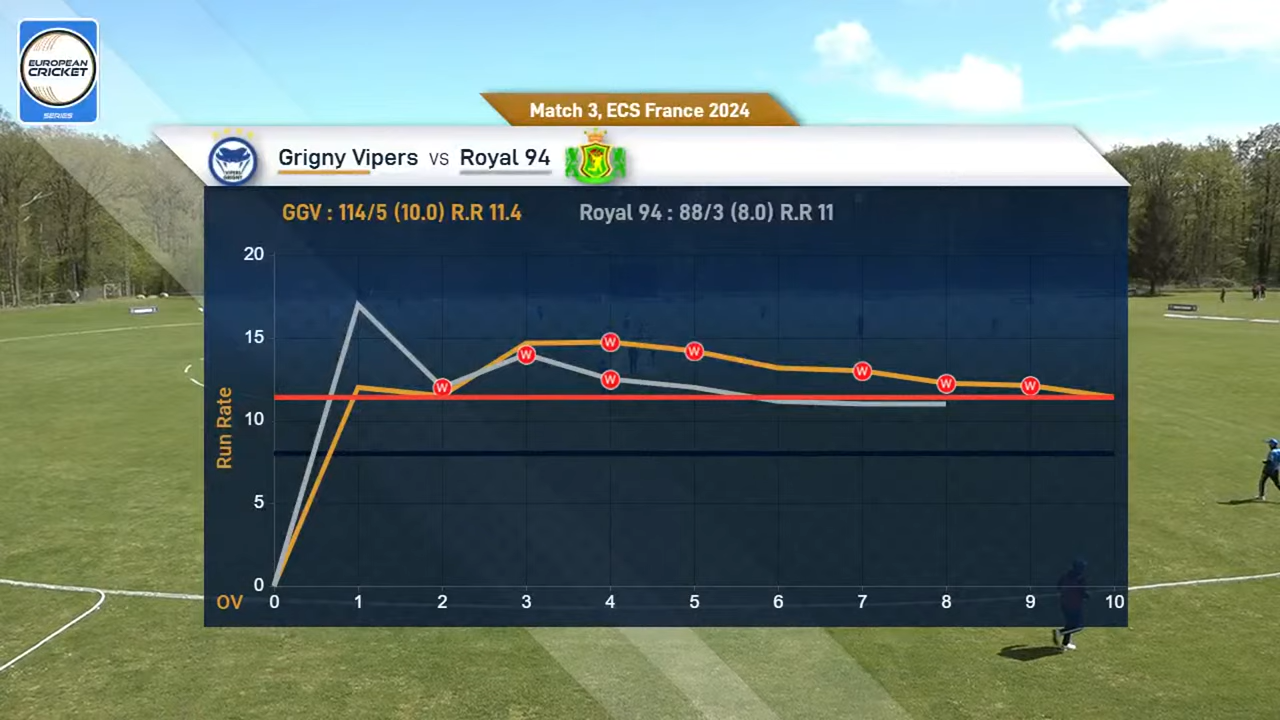 EUROPEAN
CRICKET
SERIES
Match 3, ECS France 2024
Grigny Vipers vs Royal 94
GGV : 114/5 (10.0) R.R 11.4 Royal 94 : 88/3 (8.0) R.R 11
20
15
10
5
0
Run Rate
W W W W W W W W W
OV 0 1 2 3 4 5 6 7 8 9 10